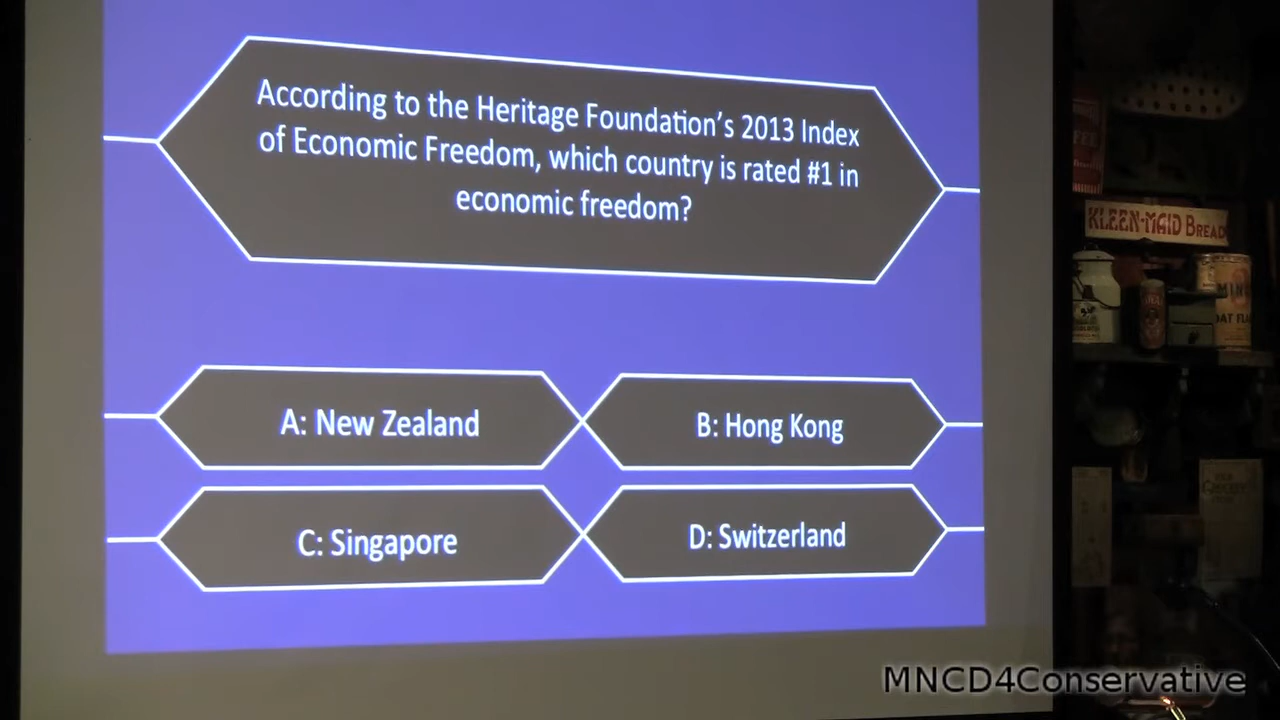 According to the Heritage Foundation's 2013 Index
of Economic Freedom, which country is rated #1 in
economic freedom?
A: New Zealand
B: Hong Kong
C: Singapore
D: Switzerland
KLEEN-MAID BREAD
MNCD4Conservative